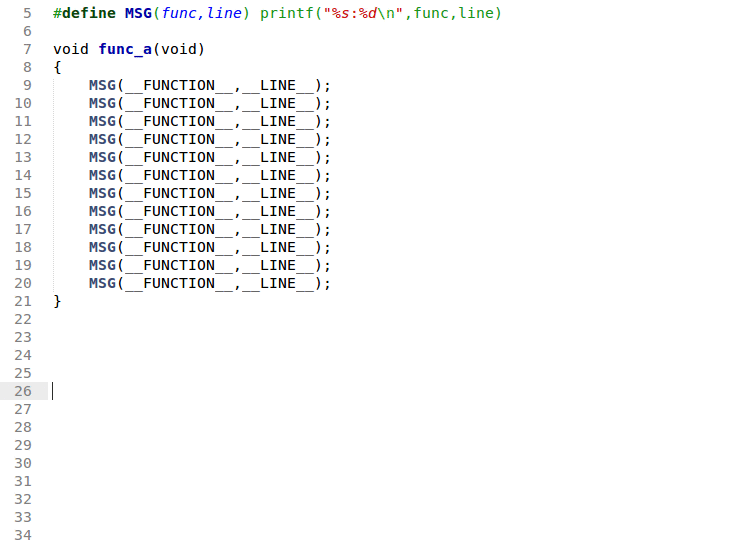 5 #define MSG(func,line) printf("%s:%d\n",func,line)
6
7 void func_a(void)
8 {
9 MSG(__FUNCTION__,__LINE__);
10 MSG(__FUNCTION__,__LINE__);
11 MSG(__FUNCTION__,__LINE__);
12 MSG(__FUNCTION__,__LINE__);
13 MSG(__FUNCTION__,__LINE__);
14 MSG(__FUNCTION__,__LINE__);
15 MSG(__FUNCTION__,__LINE__);
16 MSG(__FUNCTION__,__LINE__);
17 MSG(__FUNCTION__,__LINE__);
18 MSG(__FUNCTION__,__LINE__);
19 MSG(__FUNCTION__,__LINE__);
20 MSG(__FUNCTION__,__LINE__);
21 }
22
23
24
25
26
27
28
29
30
31
32
33
34